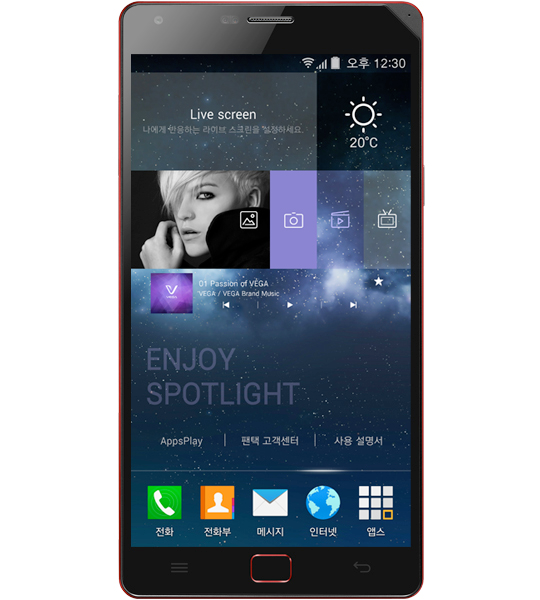 오후 12:30
Live screen
나에게 반응하는 라이브 스크린을 설정하세요.
20°C
01 Passion of VEGA
VEGA / VEGA Brand Music
ENJOY
SPOTLIGHT
AppsPlay 팬택 고객센터 사용 설명서
전화 전화부 메시지 인터넷 앱스